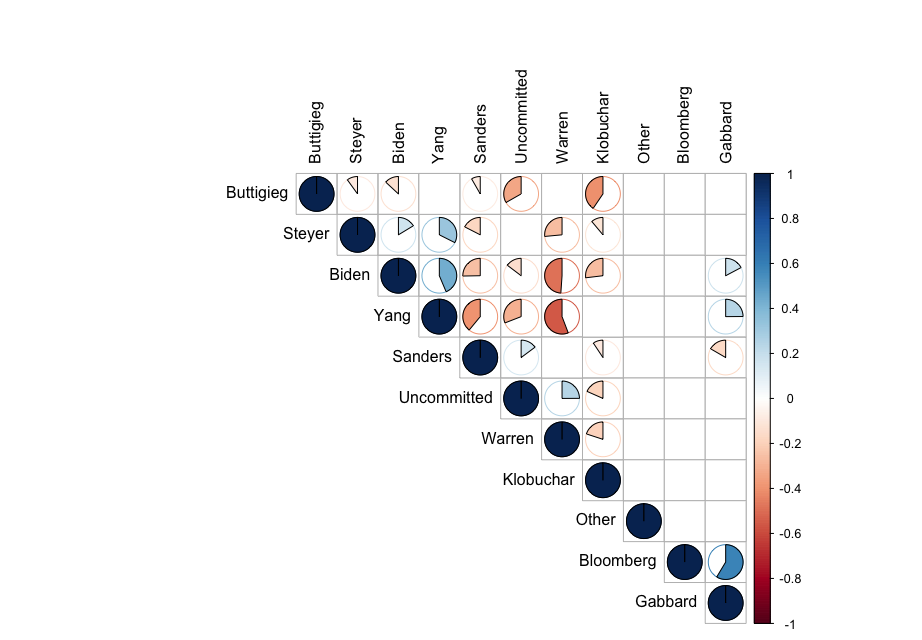 Buttigieg
Steyer
Biden
Yang
Sanders
Uncommitted
Warren
Klobuchar
Other
Bloomberg
Gabbard
Buttigieg
Steyer
Biden
Yang
Sanders
Uncommitted
Warren
Klobuchar
Other
Bloomberg
Gabbard
1
0.8
0.6
0.4
0.2
0
-0.2
-0.4
-0.6
-0.8
-1